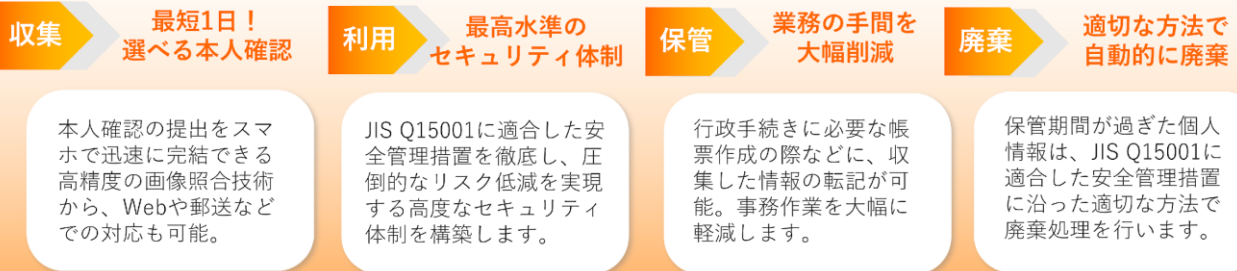 収集
最短1日！
選べる本人確認
本人確認の提出をスマ
ホで迅速に完結できる
高精度の画像照合技術
から、Webや郵送など
での対応も可能。
利用
最高水準の
セキュリティ体制
JIS Q15001に適合した安
全管理措置を徹底し、圧
倒的なリスク低減を実現
する高度なセキュリティ
体制を構築します。
保管
業務の手間を
大幅削減
行政手続きに必要な帳
票作成の際などに、収
集した情報の転記が可
能。事務作業を大幅に
軽減します。
廃棄
適切な方法で
自動的に廃棄
保管期間が過ぎた個人
情報は、JIS Q15001に
適合した安全管理措置
に沿った適切な方法で
廃棄処理を行います。